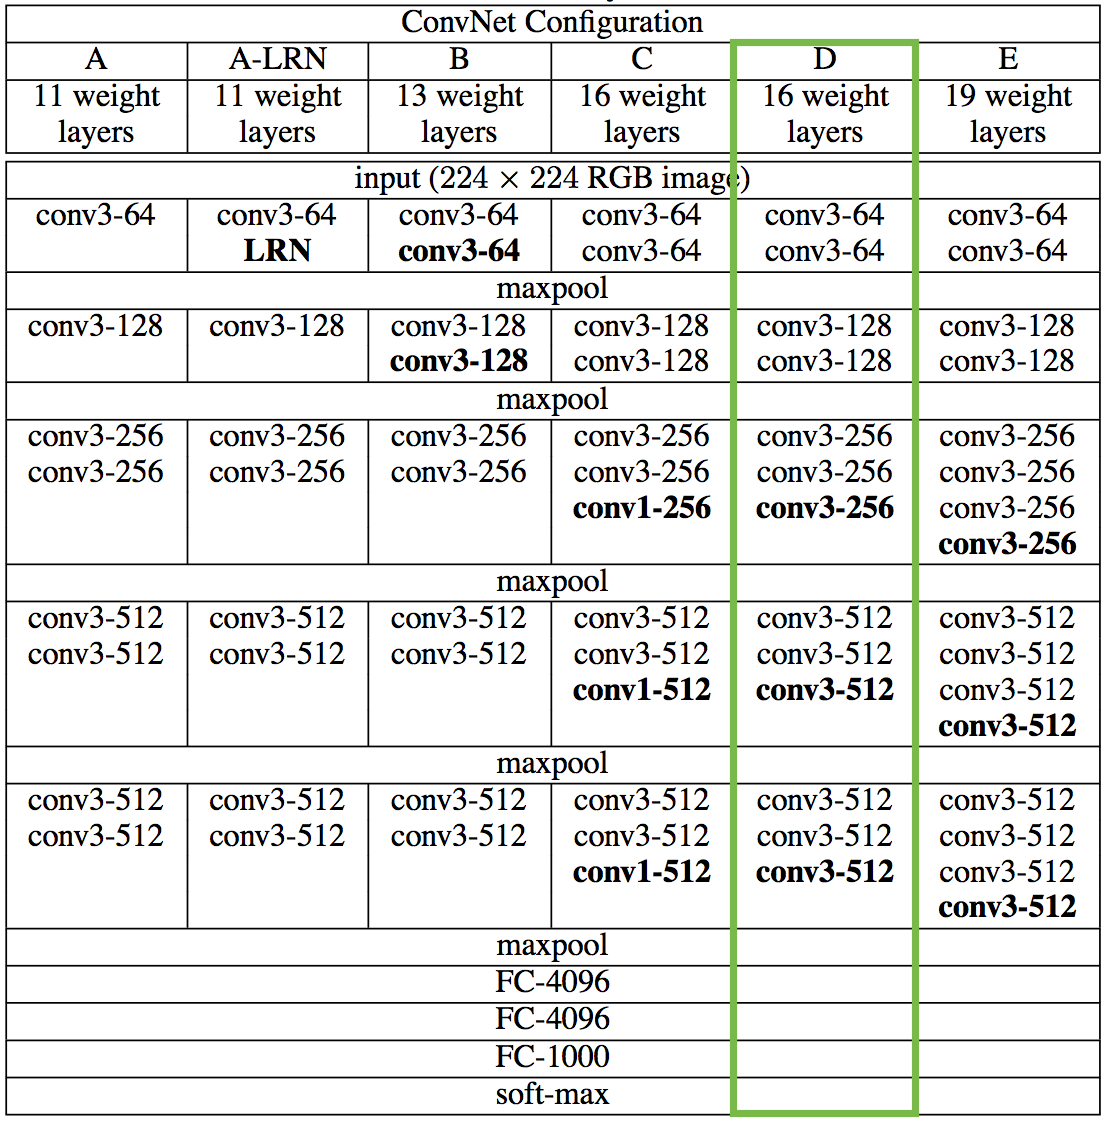 ConvNet Configuration
A A-LRN B C D E
11 weight 11 weight 13 weight 16 weight 16 weight 19 weight
layers layers layers layers layers layers
input (224 × 224 RGB image)
conv3-64 conv3-64 conv3-64 conv3-64 conv3-64 conv3-64
LRN conv3-64 conv3-64 conv3-64 conv3-64
maxpool
conv3-128 conv3-128 conv3-128 conv3-128 conv3-128 conv3-128
conv3-128 conv3-128 conv3-128 conv3-128
maxpool
conv3-256 conv3-256 conv3-256 conv3-256 conv3-256 conv3-256
conv3-256 conv3-256 conv3-256 conv3-256 conv3-256 conv3-256
conv1-256 conv3-256 conv3-256
conv3-256
maxpool
conv3-512 conv3-512 conv3-512 conv3-512 conv3-512 conv3-512
conv3-512 conv3-512 conv3-512 conv3-512 conv3-512 conv3-512
conv1-512 conv3-512 conv3-512
conv3-512
maxpool
conv3-512 conv3-512 conv3-512 conv3-512 conv3-512 conv3-512
conv3-512 conv3-512 conv3-512 conv3-512 conv3-512 conv3-512
conv1-512 conv3-512 conv3-512
conv3-512
maxpool
FC-4096
FC-4096
FC-1000
soft-max